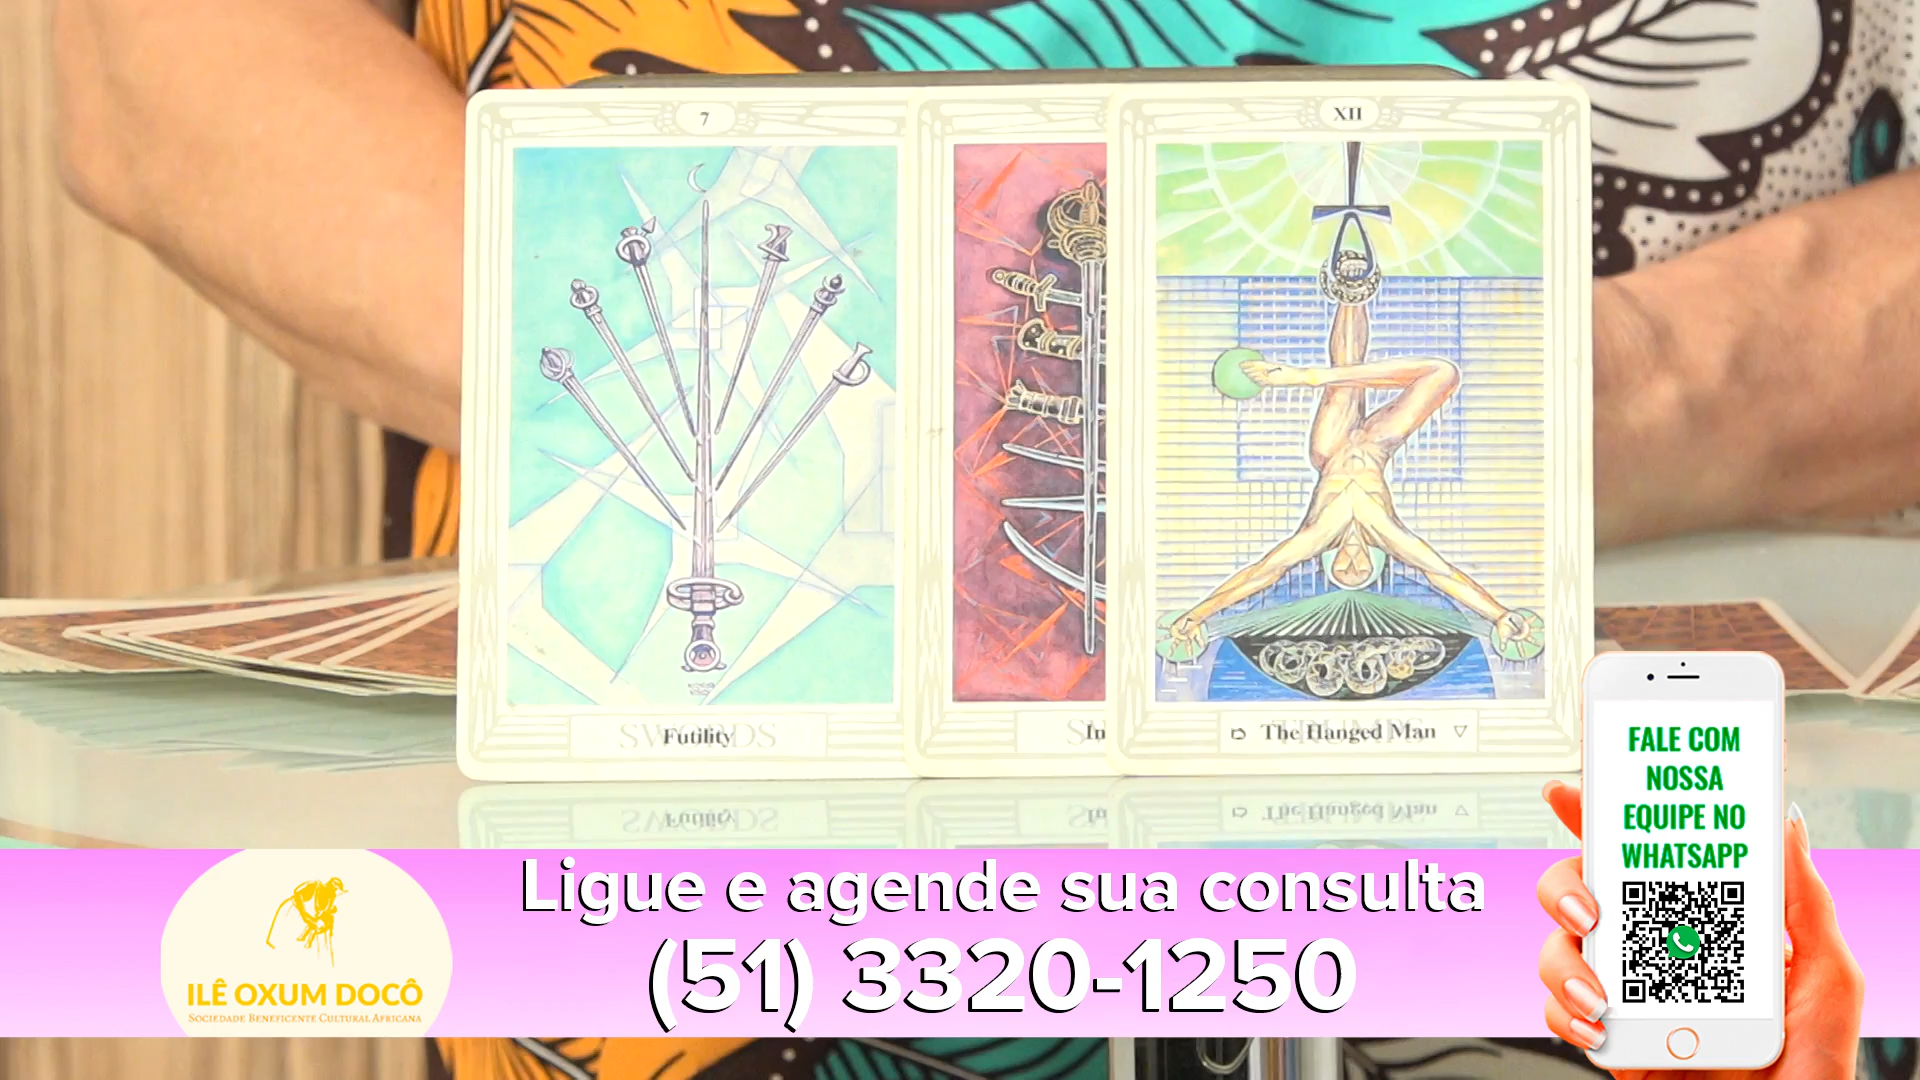 7
XII
SWORDS
Futility
In
TRUMPS
The Hanged Man
Ligue e agende sua consulta
(51) 3320-1250
ILÊ OXUM DOCÔ
SOCIEDADE BENEFICENTE CULTURAL AFRICANA
FALE COM
NOSSA
EQUIPE NO
WHATSAPP